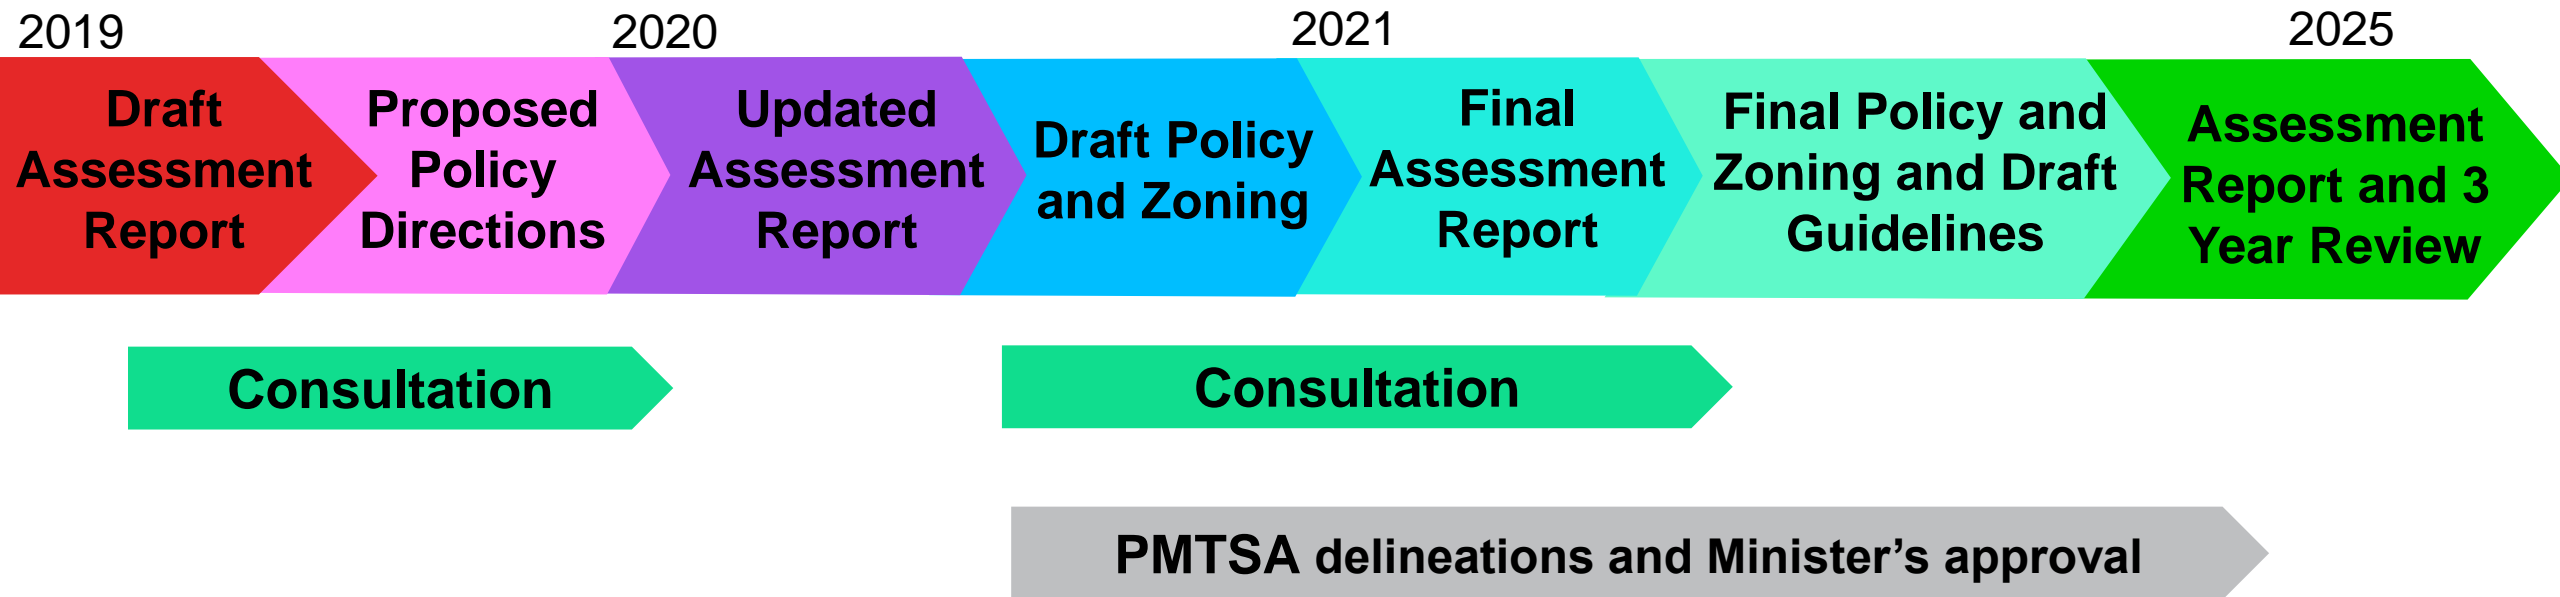 2019
2020
2021
2025
Draft
Assessment
Report
Proposed
Policy
Directions
Updated
Assessment
Report
Draft Policy
and Zoning
Final
Assessment
Report
Final Policy and
Zoning and Draft
Guidelines
Assessment
Report and 3
Year Review
Consultation
Consultation
PMTSA delineations and Minister’s approval